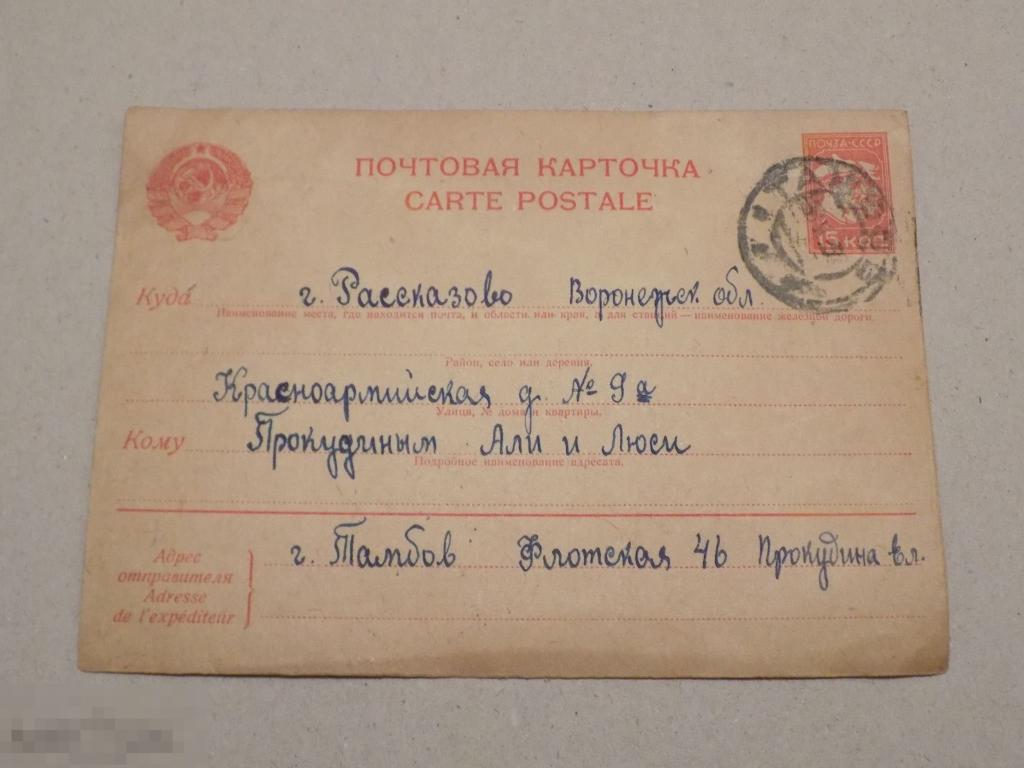 ПОЧТОВАЯ КАРТОЧКА
CARTE POSTALE
ПОЧТА·СССР
15 КОП
Куда г. Рассказово Воронежск. обл.
Наименование места, где находится почта, и области или края, а для станций — наименование железной дороги.
Район, село или деревня.
Красноармийская д. № 9а
Улица, № дома и квартиры.
Кому Прокудиным Али и Люси
Подробное наименование адресата.
Адрес отправителя г. Тамбов Флотская 46 Прокудина вл.
Adresse
de l'expéditeur